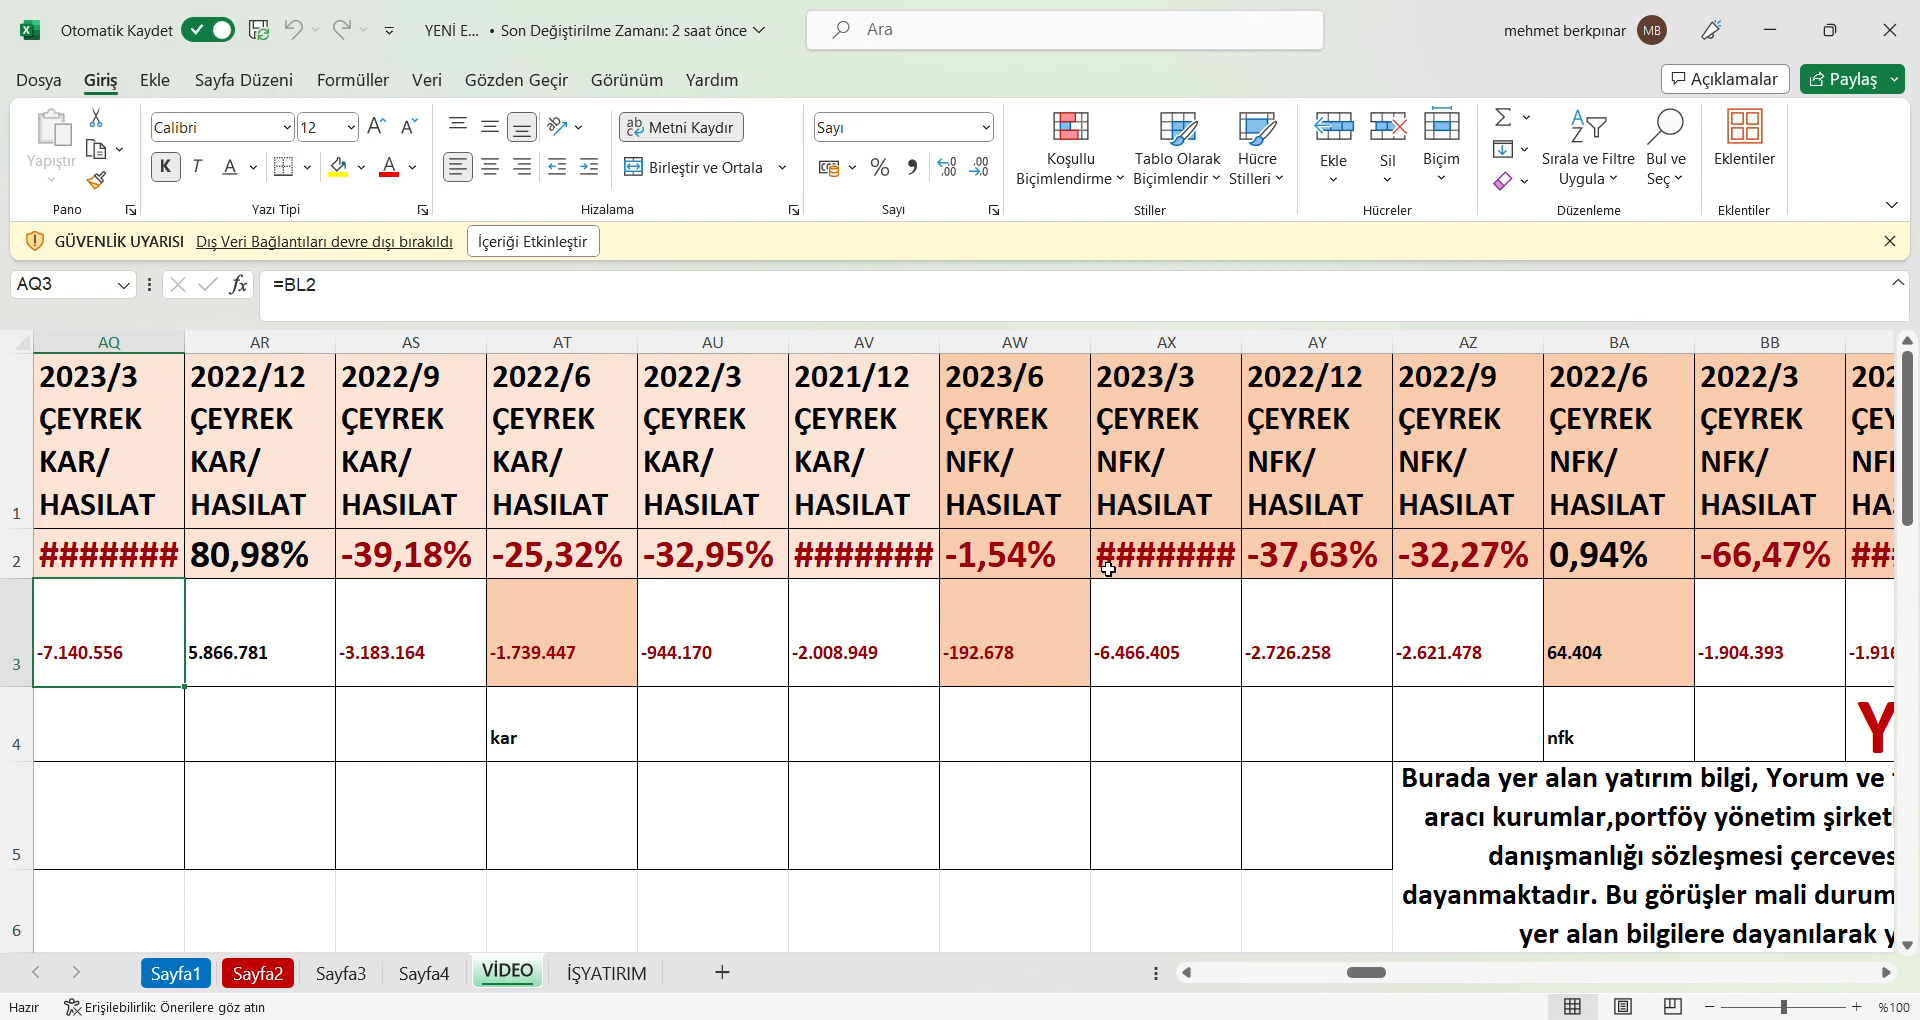 Otomatik Kaydet
YENİ E... • Son Değiştirilme Zamanı: 2 saat önce
Ara
mehmet berkpınar MB
Dosya Giriş Ekle Sayfa Düzeni Formüller Veri Gözden Geçir Görünüm Yardım
Açıklamalar Paylaş
Yapıştır
Pano
Calibri 12
K T A A
Yazı Tipi
Metni Kaydır
Birleştir ve Ortala
Hizalama
Sayı
Sayı
Koşullu Biçimlendirme
Tablo Olarak Biçimlendir
Hücre Stilleri
Stiller
Ekle Sil Biçim
Hücreler
Sırala ve Filtre Uygula
Bul ve Seç
Düzenleme
Eklentiler
Eklentiler
GÜVENLİK UYARISI Dış Veri Bağlantıları devre dışı bırakıldı İçeriği Etkinleştir
AQ3 fx =BL2
AQ AR AS AT AU AV AW AX AY AZ BA BB
2023/3 2022/12 2022/9 2022/6 2022/3 2021/12 2023/6 2023/3 2022/12 2022/9 2022/6 2022/3 202
ÇEYREK ÇEYREK ÇEYREK ÇEYREK ÇEYREK ÇEYREK ÇEYREK ÇEYREK ÇEYREK ÇEYREK ÇEYREK ÇEYREK ÇEY
KAR/ KAR/ KAR/ KAR/ KAR/ KAR/ NFK/ NFK/ NFK/ NFK/ NFK/ NFK/ NF
1 HASILAT HASILAT HASILAT HASILAT HASILAT HASILAT HASILAT HASILAT HASILAT HASILAT HASILAT HASILAT HA
2 ####### 80,98% -39,18% -25,32% -32,95% ####### -1,54% ####### -37,63% -32,27% 0,94% -66,47% ##
3 -7.140.556 5.866.781 -3.183.164 -1.739.447 -944.170 -2.008.949 -192.678 -6.466.405 -2.726.258 -2.621.478 64.404 -1.904.393 -1.916
4 kar nfk Y
Burada yer alan yatırım bilgi, Yorum ve
aracı kurumlar,portföy yönetim şirket
5 danışmanlığı sözleşmesi çerceves
dayanmaktadır. Bu görüşler mali durum
6 yer alan bilgilere dayanılarak y
Sayfa1 Sayfa2 Sayfa3 Sayfa4 VİDEO İŞYATIRIM
Hazır Erişilebilirlik: Önerilere göz atın %100